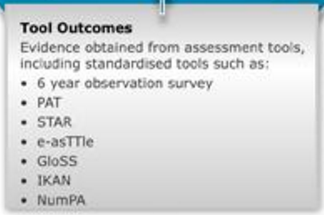 Tool Outcomes
Evidence obtained from assessment tools,
including standardised tools such as:
• 6 year observation survey
• PAT
• STAR
• e-asTTle
• GloSS
• IKAN
• NumPA